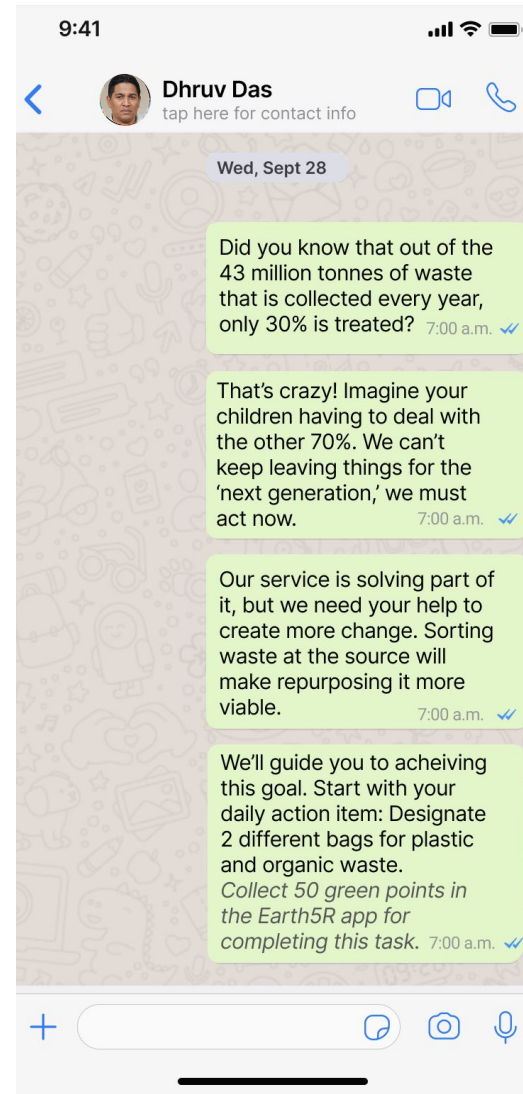 9:41
Dhruv Das
tap here for contact info
Wed, Sept 28
Did you know that out of the
43 million tonnes of waste
that is collected every year,
only 30% is treated? 7:00 a.m.
That’s crazy! Imagine your
children having to deal with
the other 70%. We can’t
keep leaving things for the
‘next generation,’ we must
act now. 7:00 a.m.
Our service is solving part of
it, but we need your help to
create more change. Sorting
waste at the source will
make repurposing it more
viable. 7:00 a.m.
We’ll guide you to acheiving
this goal. Start with your
daily action item: Designate
2 different bags for plastic
and organic waste.
Collect 50 green points in
the Earth5R app for
completing this task. 7:00 a.m.